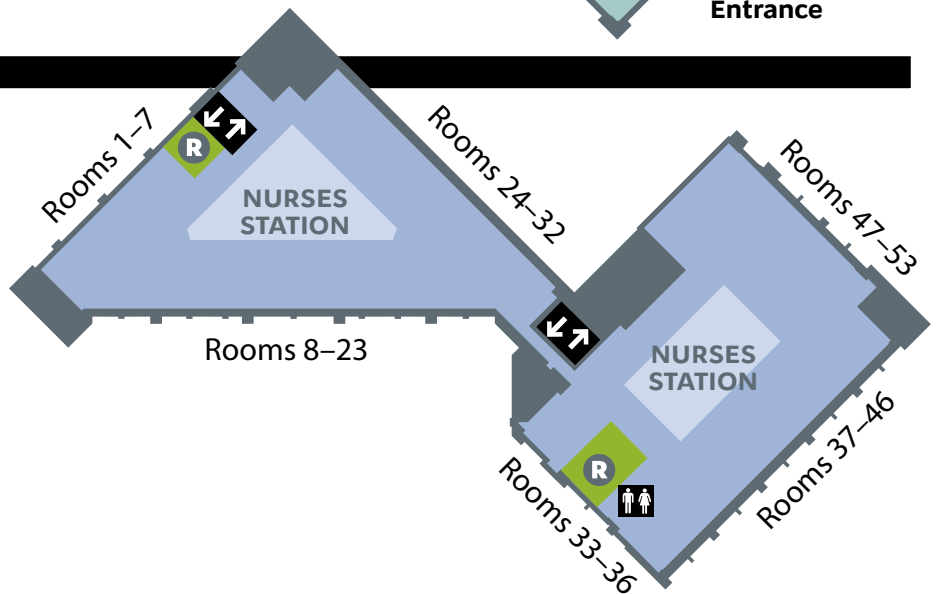 Entrance
Rooms 1–7
R
NURSES
STATION
Rooms 24–32
Rooms 47–53
Rooms 8–23
NURSES
STATION
R
Rooms 33–36
Rooms 37–46